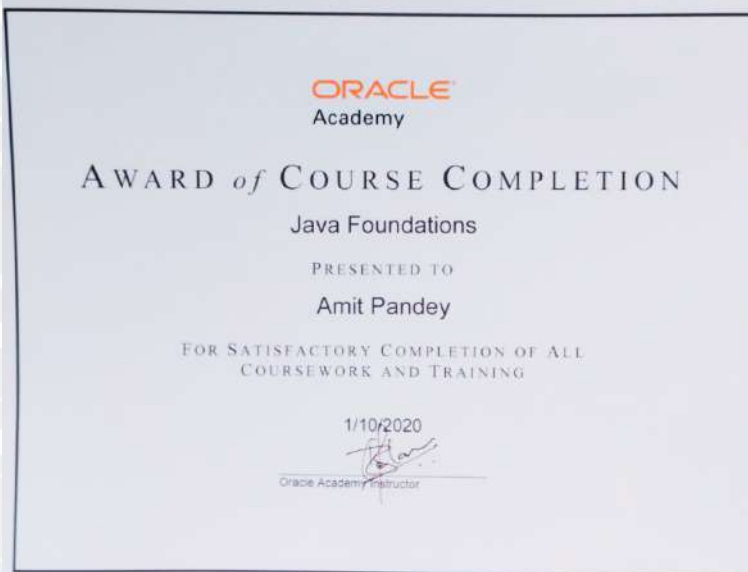 ORACLE
Academy
AWARD of COURSE COMPLETION
Java Foundations
PRESENTED TO
Amit Pandey
FOR SATISFACTORY COMPLETION OF ALL
COURSEWORK AND TRAINING
1/10/2020
Oracle Academy Instructor